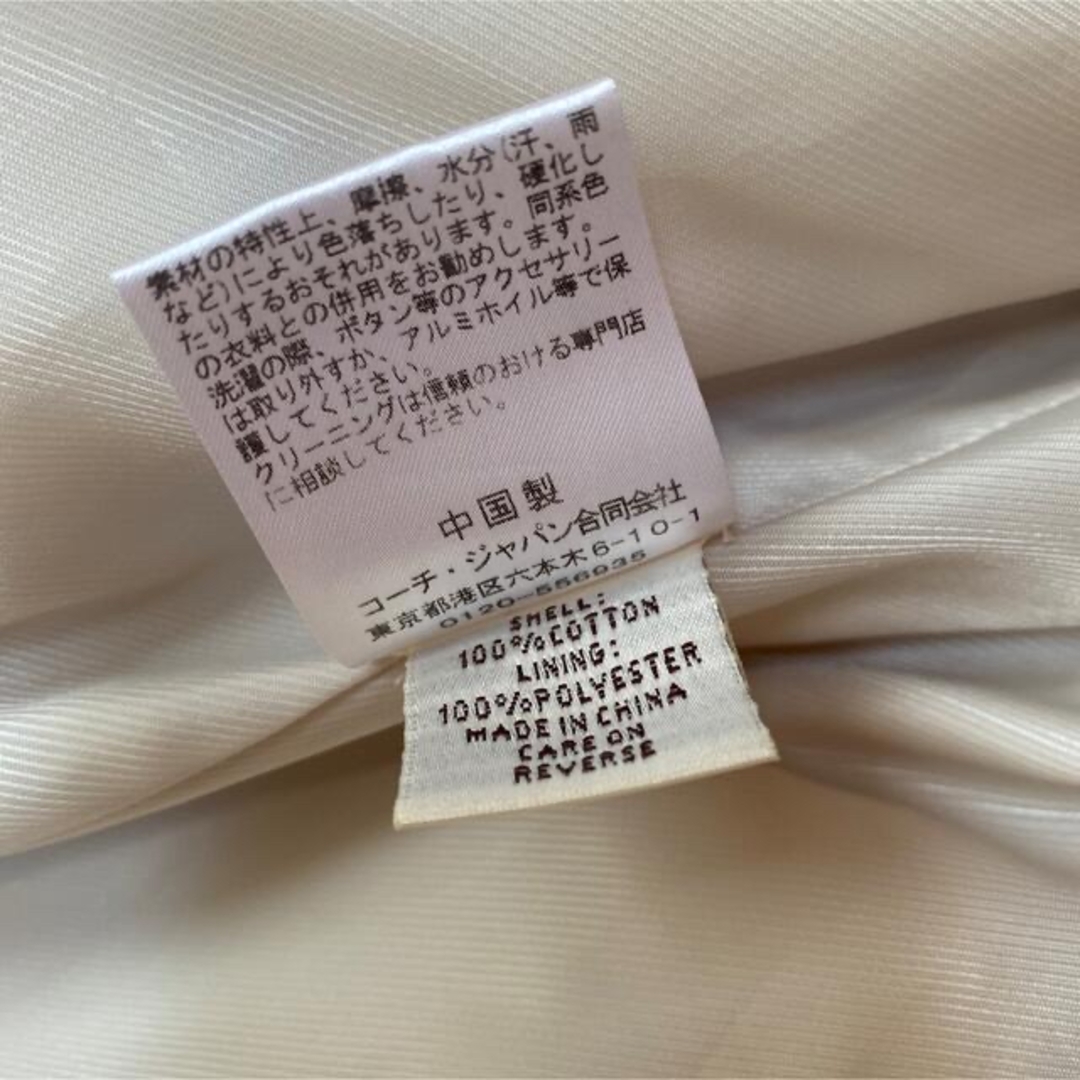 素材の特性上、摩擦、水分(汗、雨
など)により色落ちしたり、硬化し
たりするおそれがあります。同系色
の衣料との併用をお勧めします。
洗濯の際、ボタン等のアクセサリー
は取り外すか、アルミホイル等で保
護してください。
クリーニングは信頼のおける専門店
に相談してください。
中国製
コーチ・ジャパン合同会社
東京都港区六本木6-10-1
0120-556936
SHELL:
100%COTTON
LINING:
100%POLYESTER
MADE IN CHINA
CARE ON
REVERSE